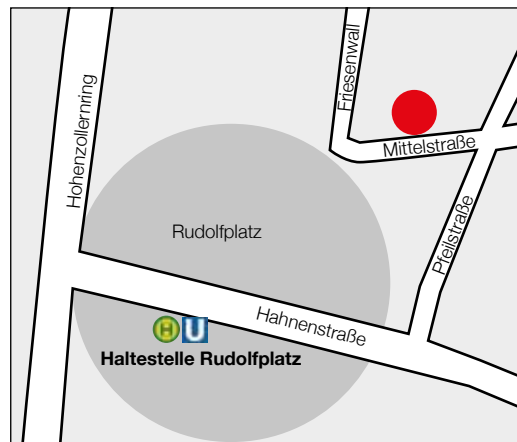 Friesenwall
Hohenzollernring
Mittelstraße
Rudolfplatz
Pfeilstraße
Hahnenstraße
H U
Haltestelle Rudolfplatz